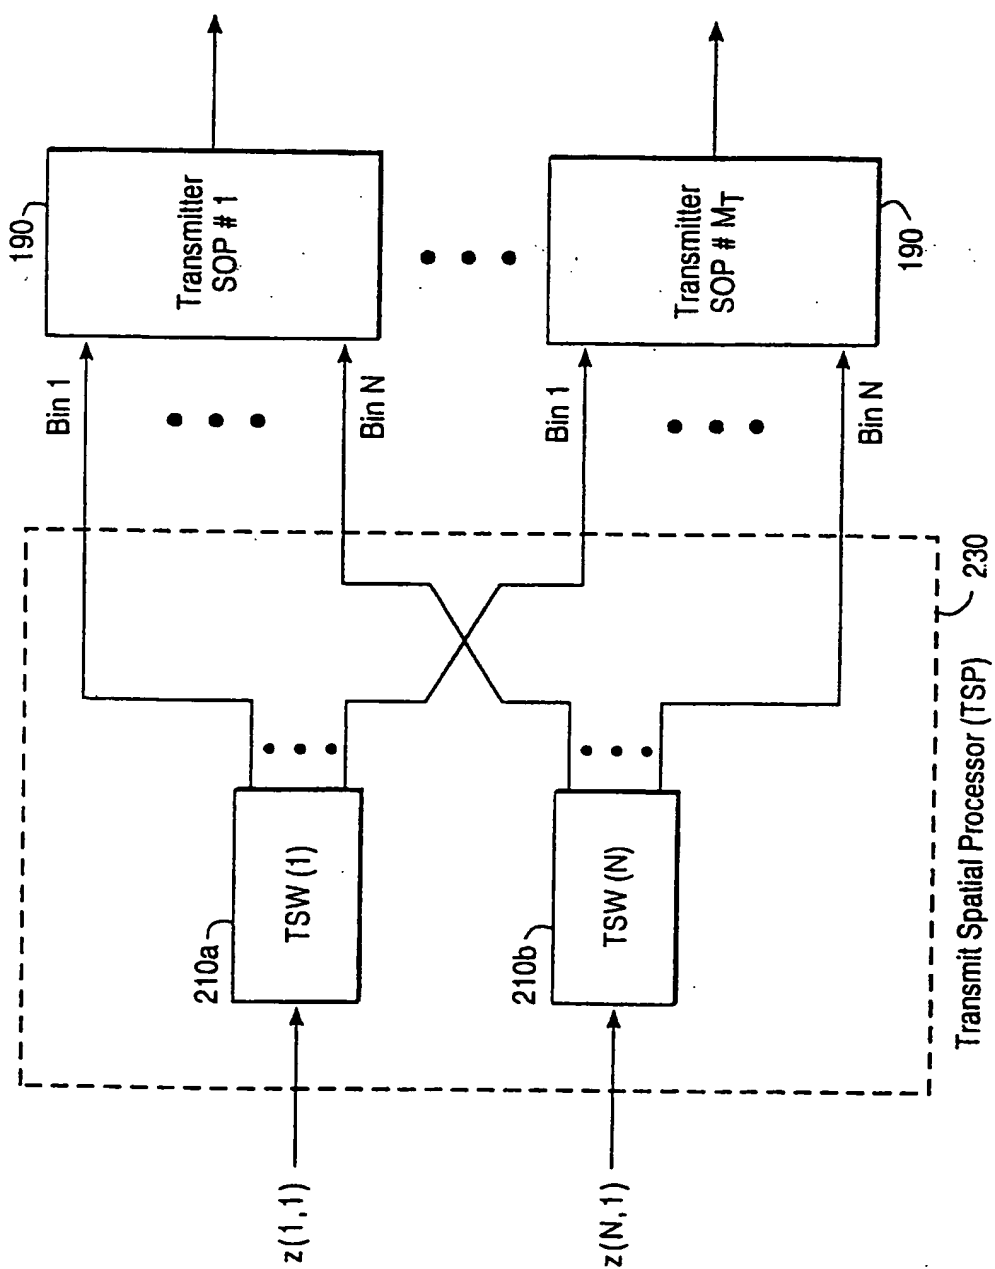 z(1,1)
z(N,1)
210a
TSW (1)
210b
TSW (N)
Transmit Spatial Processor (TSP)
230
Bin 1
Bin N
Bin 1
Bin N
190
Transmitter
SOP # 1
Transmitter
SOP # MT
190